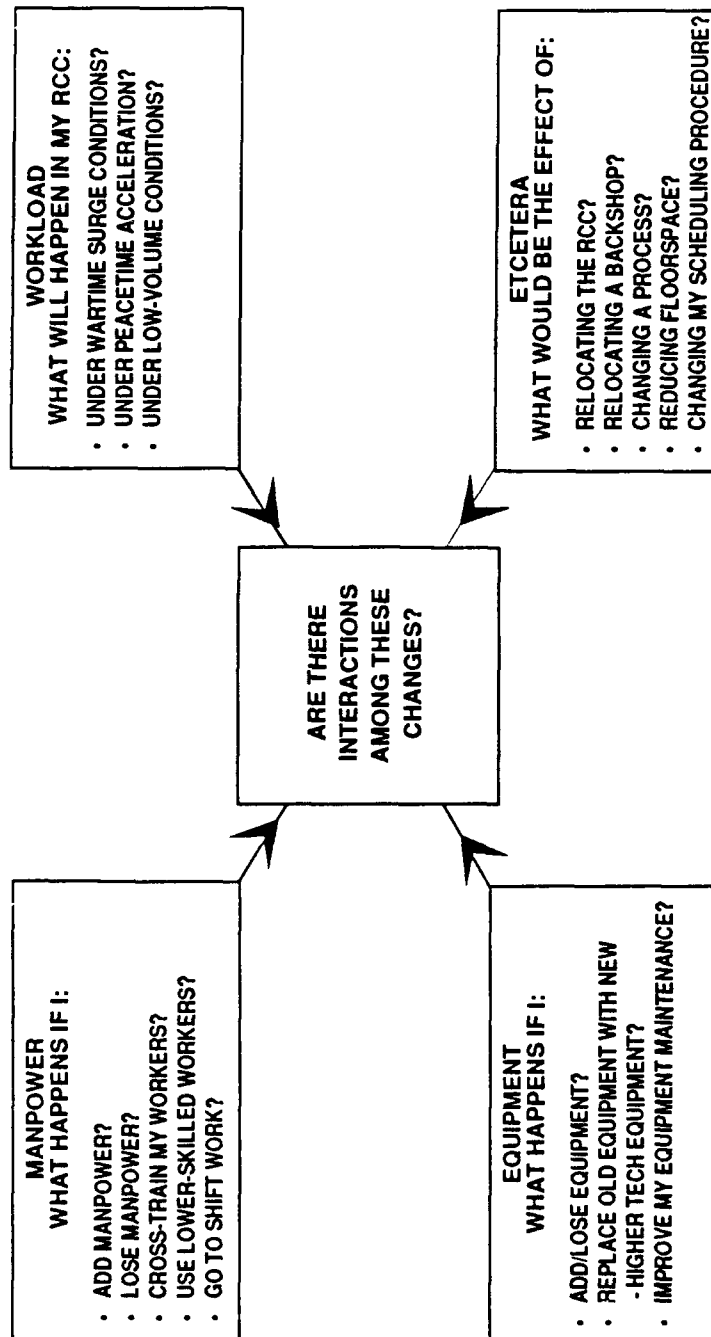 MANPOWER
WHAT HAPPENS IF I:
• ADD MANPOWER?
• LOSE MANPOWER?
• CROSS-TRAIN MY WORKERS?
• USE LOWER-SKILLED WORKERS?
• GO TO SHIFT WORK?
WORKLOAD
WHAT WILL HAPPEN IN MY RCC:
• UNDER WARTIME SURGE CONDITIONS?
• UNDER PEACETIME ACCELERATION?
• UNDER LOW-VOLUME CONDITIONS?
ARE THERE
INTERACTIONS
AMONG THESE
CHANGES?
EQUIPMENT
WHAT HAPPENS IF I:
• ADD/LOSE EQUIPMENT?
• REPLACE OLD EQUIPMENT WITH NEW
- HIGHER TECH EQUIPMENT?
• IMPROVE MY EQUIPMENT MAINTENANCE?
ETCETERA
WHAT WOULD BE THE EFFECT OF:
• RELOCATING THE RCC?
• RELOCATING A BACKSHOP?
• CHANGING A PROCESS?
• REDUCING FLOORSPACE?
• CHANGING MY SCHEDULING PROCEDURE?